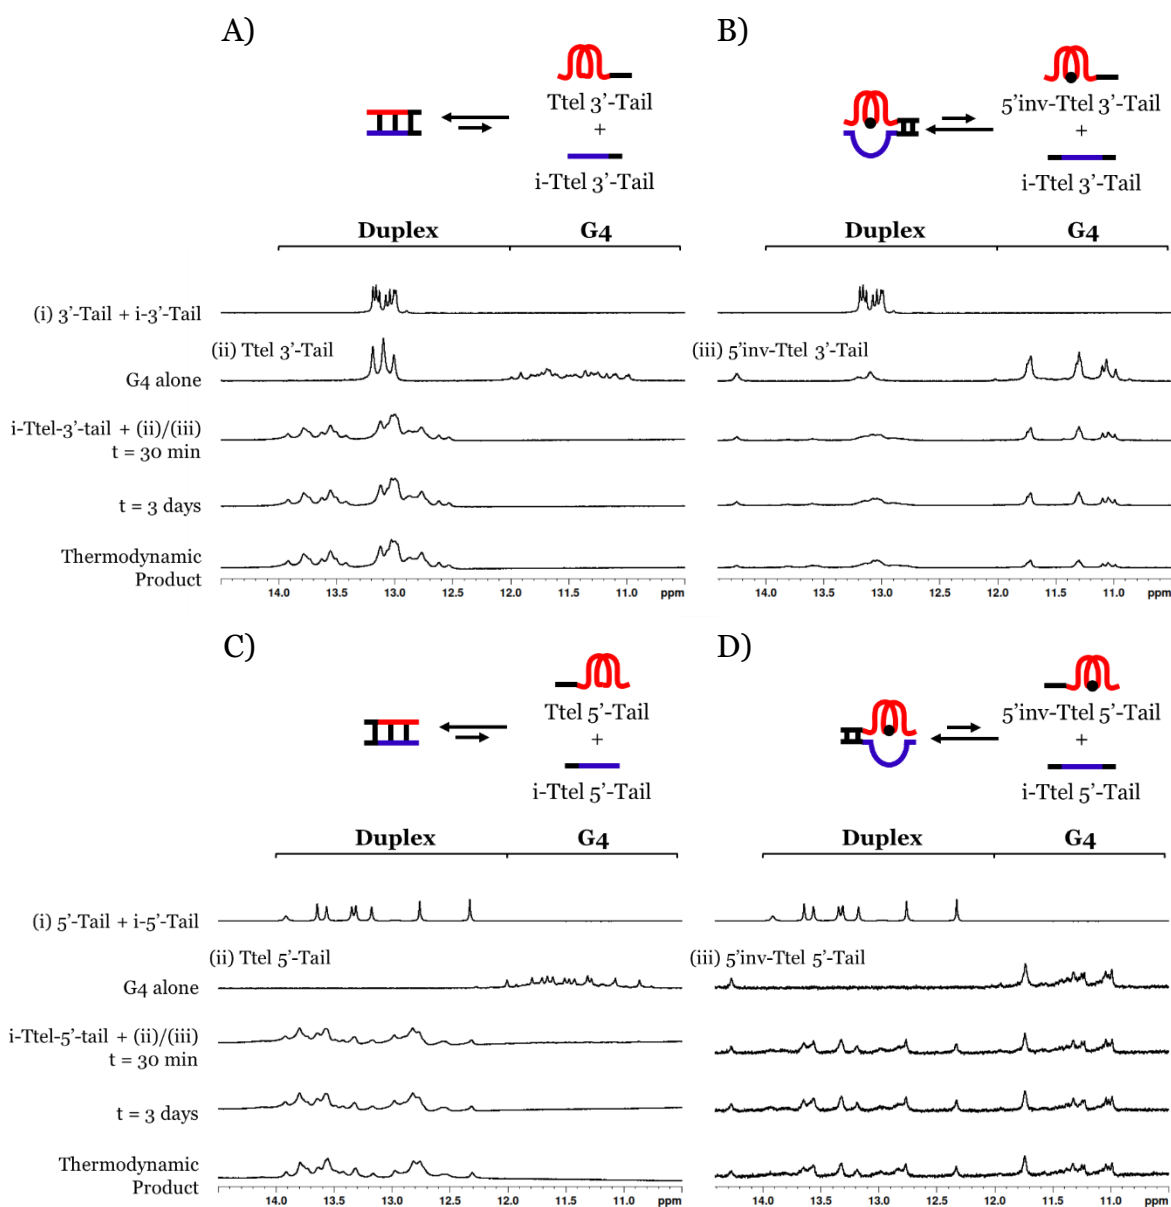 A)
Ttel 3'-Tail
+
i-Ttel 3'-Tail
Duplex
G4
(i) 3'-Tail + i-3'-Tail
(ii) Ttel 3'-Tail
G4 alone
i-Ttel-3'-tail + (ii)/(iii)
t = 30 min
t = 3 days
Thermodynamic
Product
14.0 13.5 13.0 12.5 12.0 11.5 11.0 ppm
B)
5'inv-Ttel 3'-Tail
+
i-Ttel 3'-Tail
Duplex
G4
(iii) 5'inv-Ttel 3'-Tail
14.0 13.5 13.0 12.5 12.0 11.5 11.0 ppm
C)
Ttel 5'-Tail
+
i-Ttel 5'-Tail
Duplex
G4
(i) 5'-Tail + i-5'-Tail
(ii) Ttel 5'-Tail
G4 alone
i-Ttel-5'-tail + (ii)/(iii)
t = 30 min
t = 3 days
Thermodynamic
Product
14.0 13.5 13.0 12.5 12.0 11.5 11.0 ppm
D)
5'inv-Ttel 5'-Tail
+
i-Ttel 5'-Tail
Duplex
G4
(iii) 5'inv-Ttel 5'-Tail
14.0 13.5 13.0 12.5 12.0 11.5 11.0 ppm